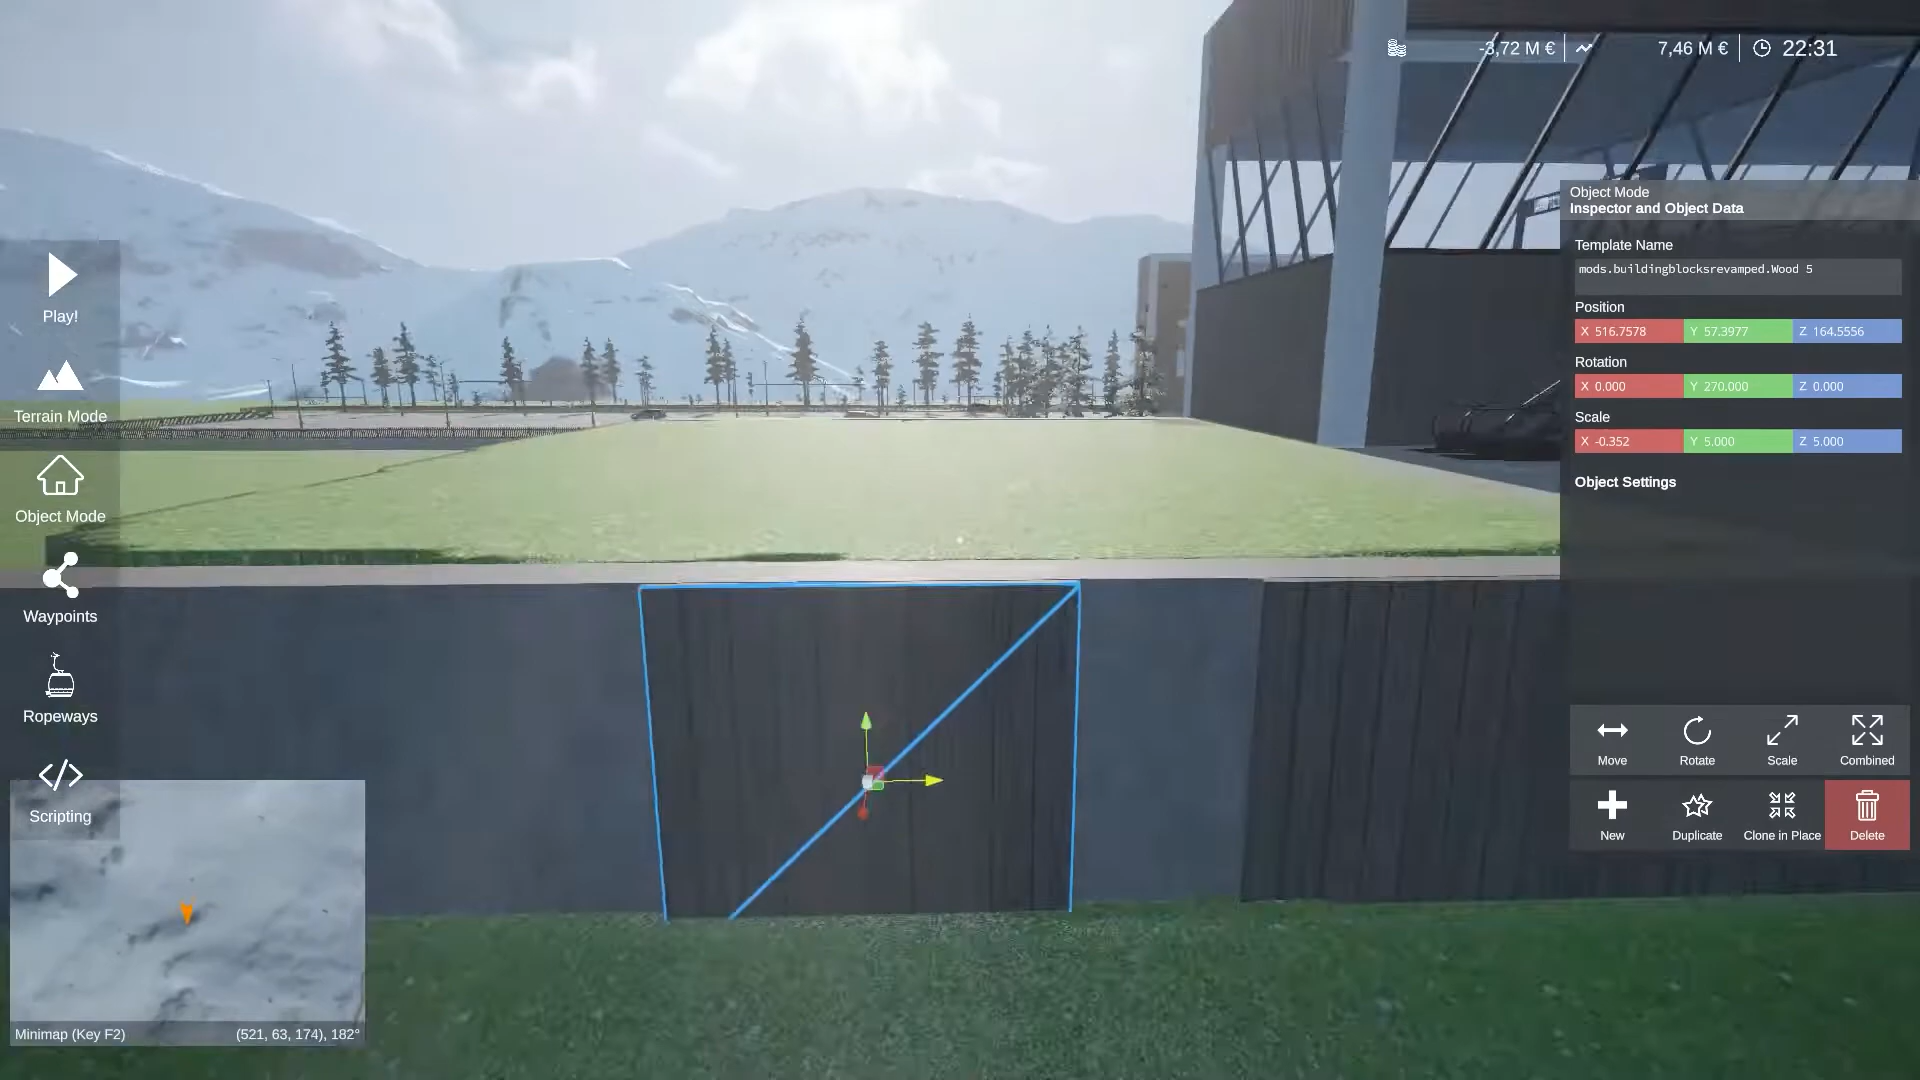 -3,72 M €
7,46 M €
22:31
Object Mode
Inspector and Object Data
Template Name
mods.buildingblocksrevamped.Wood 5
Position
X 516.7578 Y 57.3977 Z 164.5556
Rotation
X 0.000 Y 270.000 Z 0.000
Scale
X -0.352 Y 5.000 Z 5.000
Object Settings
Play!
Terrain Mode
Object Mode
Waypoints
Ropeways
Scripting
Move Rotate Scale Combined
New Duplicate Clone in Place Delete
Minimap (Key F2) (521, 63, 174), 182°